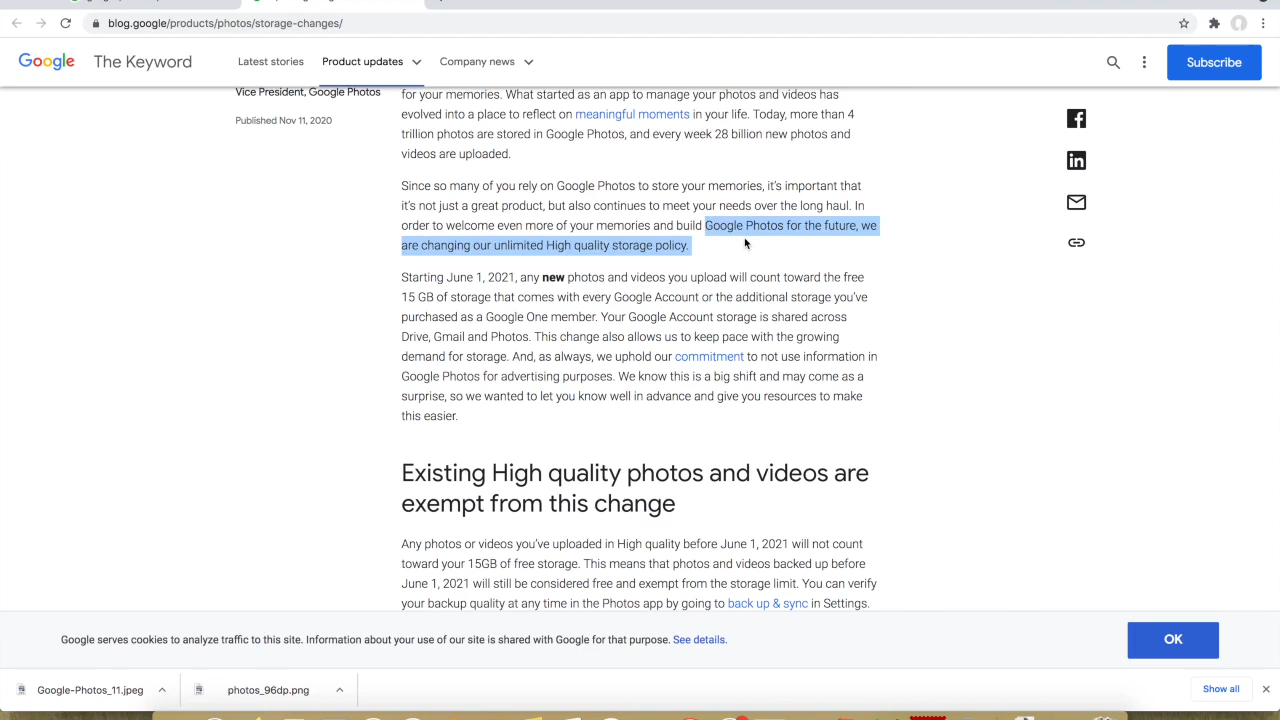 blog.google/products/photos/storage-changes/
Google The Keyword Latest stories Product updates Company news Subscribe
Vice President, Google Photos
Published Nov 11, 2020
for your memories. What started as an app to manage your photos and videos has
evolved into a place to reflect on meaningful moments in your life. Today, more than 4
trillion photos are stored in Google Photos, and every week 28 billion new photos and
videos are uploaded.
Since so many of you rely on Google Photos to store your memories, it’s important that
it’s not just a great product, but also continues to meet your needs over the long haul. In
order to welcome even more of your memories and build Google Photos for the future, we
are changing our unlimited High quality storage policy.
Starting June 1, 2021, any new photos and videos you upload will count toward the free
15 GB of storage that comes with every Google Account or the additional storage you’ve
purchased as a Google One member. Your Google Account storage is shared across
Drive, Gmail and Photos. This change also allows us to keep pace with the growing
demand for storage. And, as always, we uphold our commitment to not use information in
Google Photos for advertising purposes. We know this is a big shift and may come as a
surprise, so we wanted to let you know well in advance and give you resources to make
this easier.
Existing High quality photos and videos are
exempt from this change
Any photos or videos you’ve uploaded in High quality before June 1, 2021 will not count
toward your 15GB of free storage. This means that photos and videos backed up before
June 1, 2021 will still be considered free and exempt from the storage limit. You can verify
your backup quality at any time in the Photos app by going to back up & sync in Settings.
Google serves cookies to analyze traffic to this site. Information about your use of our site is shared with Google for that purpose. See details.
OK
Google-Photos_11.jpeg
photos_96dp.png
Show all